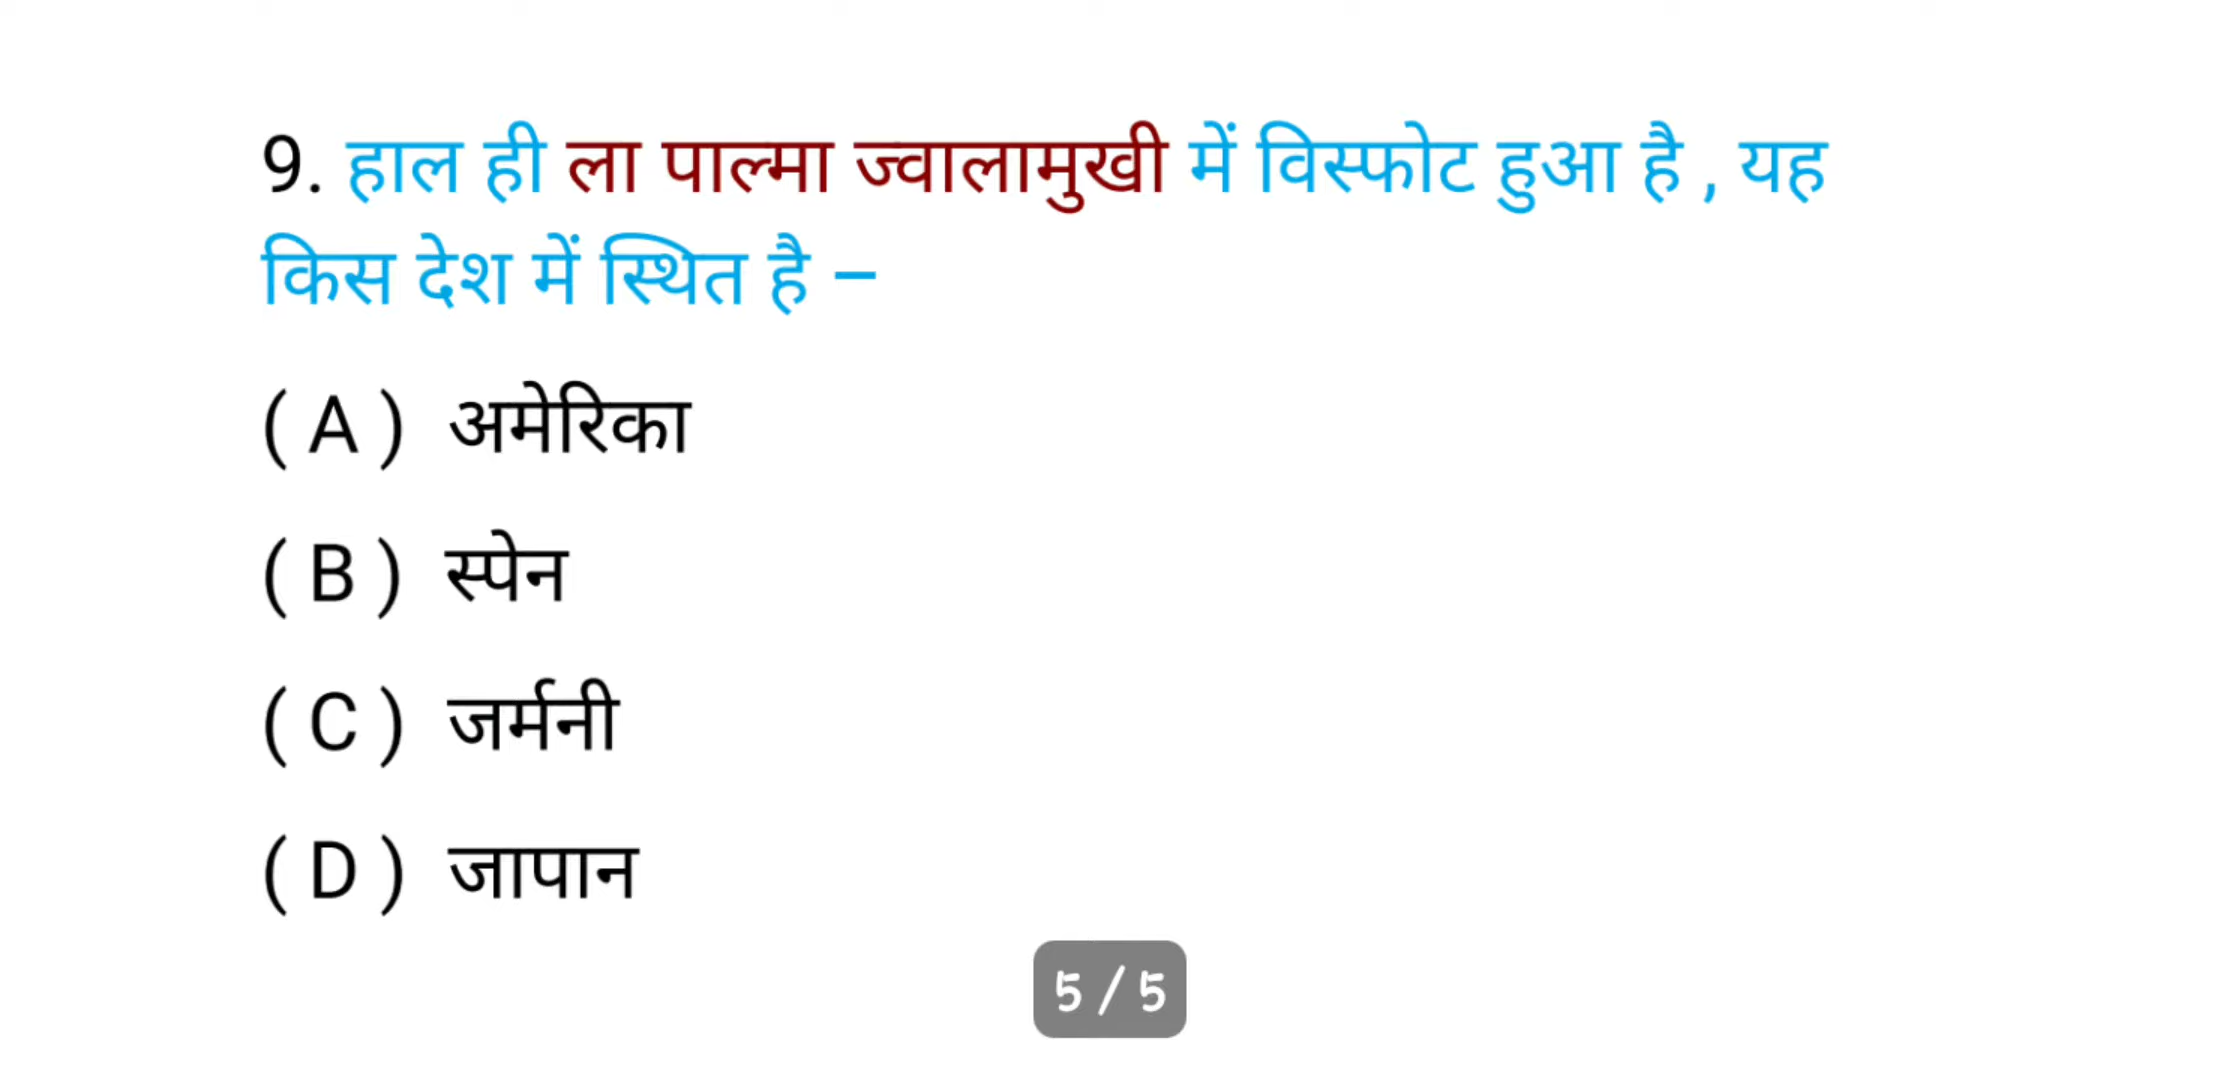 9. हाल ही ला पाल्मा ज्वालामुखी में विस्फोट हुआ है , यह
किस देश में स्थित है –
( A ) अमेरिका
( B ) स्पेन
( C ) जर्मनी
( D ) जापान
5 / 5